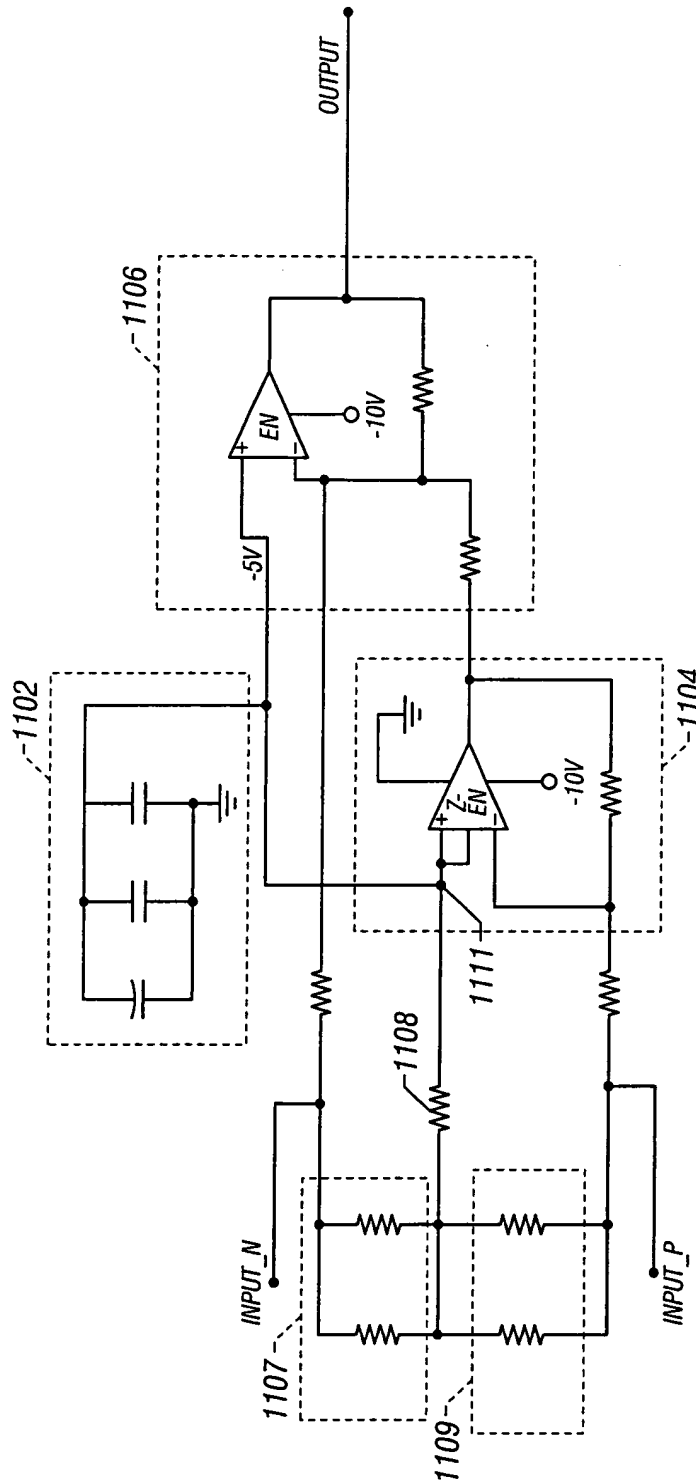 OUTPUT
1106
EN
-10V
-5V
1102
1104
Z-
EN
-10V
1111
1108
INPUT_N
1107
1109
INPUT_P
+
−
+
−